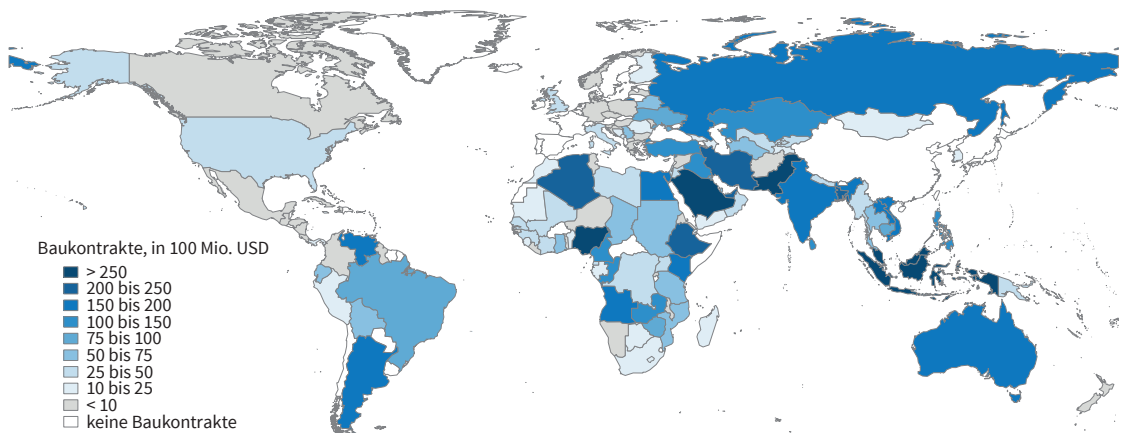 Baukontrakte, in 100 Mio. USD
> 250
200 bis 250
150 bis 200
100 bis 150
75 bis 100
50 bis 75
25 bis 50
10 bis 25
< 10
keine Baukontrakte